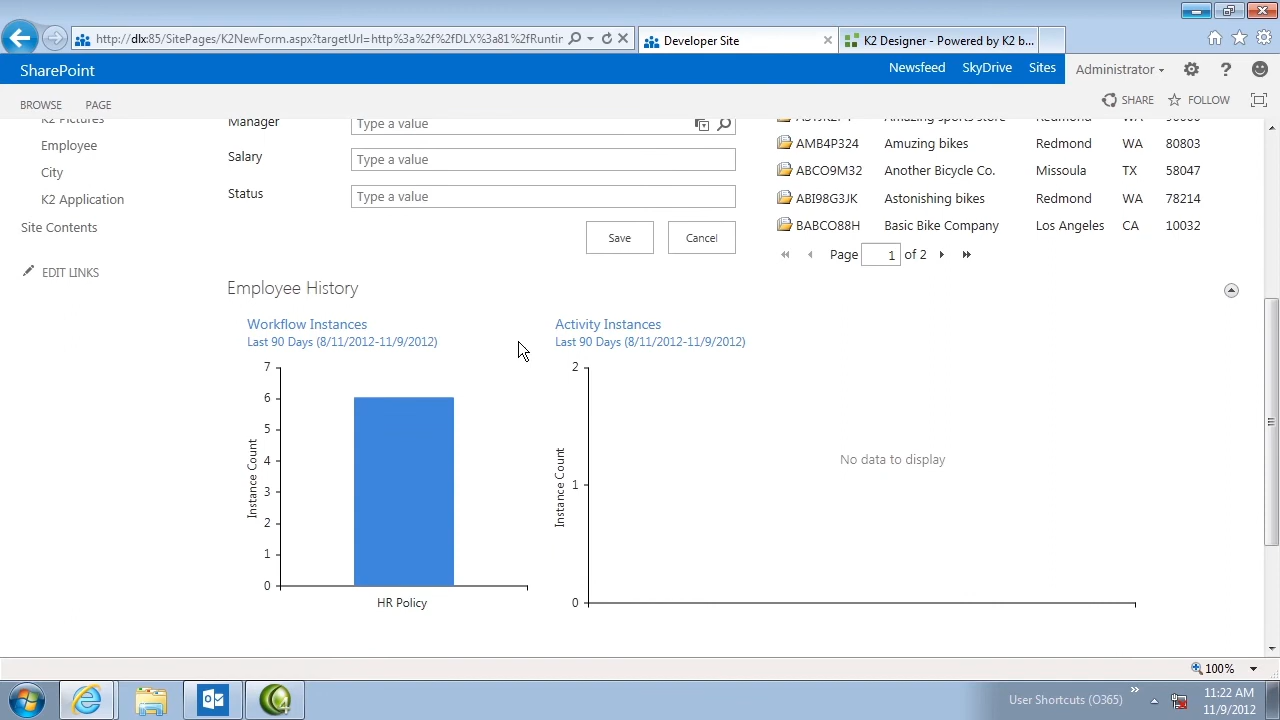 http://dlx:85/SitePages/K2NewForm.aspx?targetUrl=http%3a%2f%2fDLX%3a81%2fRuntin
Developer Site
K2 Designer - Powered by K2 b...
SharePoint
Newsfeed
SkyDrive
Sites
Administrator
BROWSE
PAGE
SHARE
FOLLOW
K2 Pictures
Employee
City
K2 Application
Site Contents
EDIT LINKS
Manager
Type a value
Salary
Type a value
Status
Type a value
Save
Cancel
Redmond WA
AMB4P324 Amuzing bikes Redmond WA 80803
ABCO9M32 Another Bicycle Co. Missoula TX 58047
ABI98G3JK Astonishing bikes Redmond WA 78214
BABCO88H Basic Bike Company Los Angeles CA 10032
Page 1 of 2
Employee History
Workflow Instances
Last 90 Days (8/11/2012-11/9/2012)
7
6
5
4
3
2
1
0
Instance Count
HR Policy
Activity Instances
Last 90 Days (8/11/2012-11/9/2012)
2
1
0
Instance Count
No data to display
100%
User Shortcuts (O365)
11:22 AM
11/9/2012